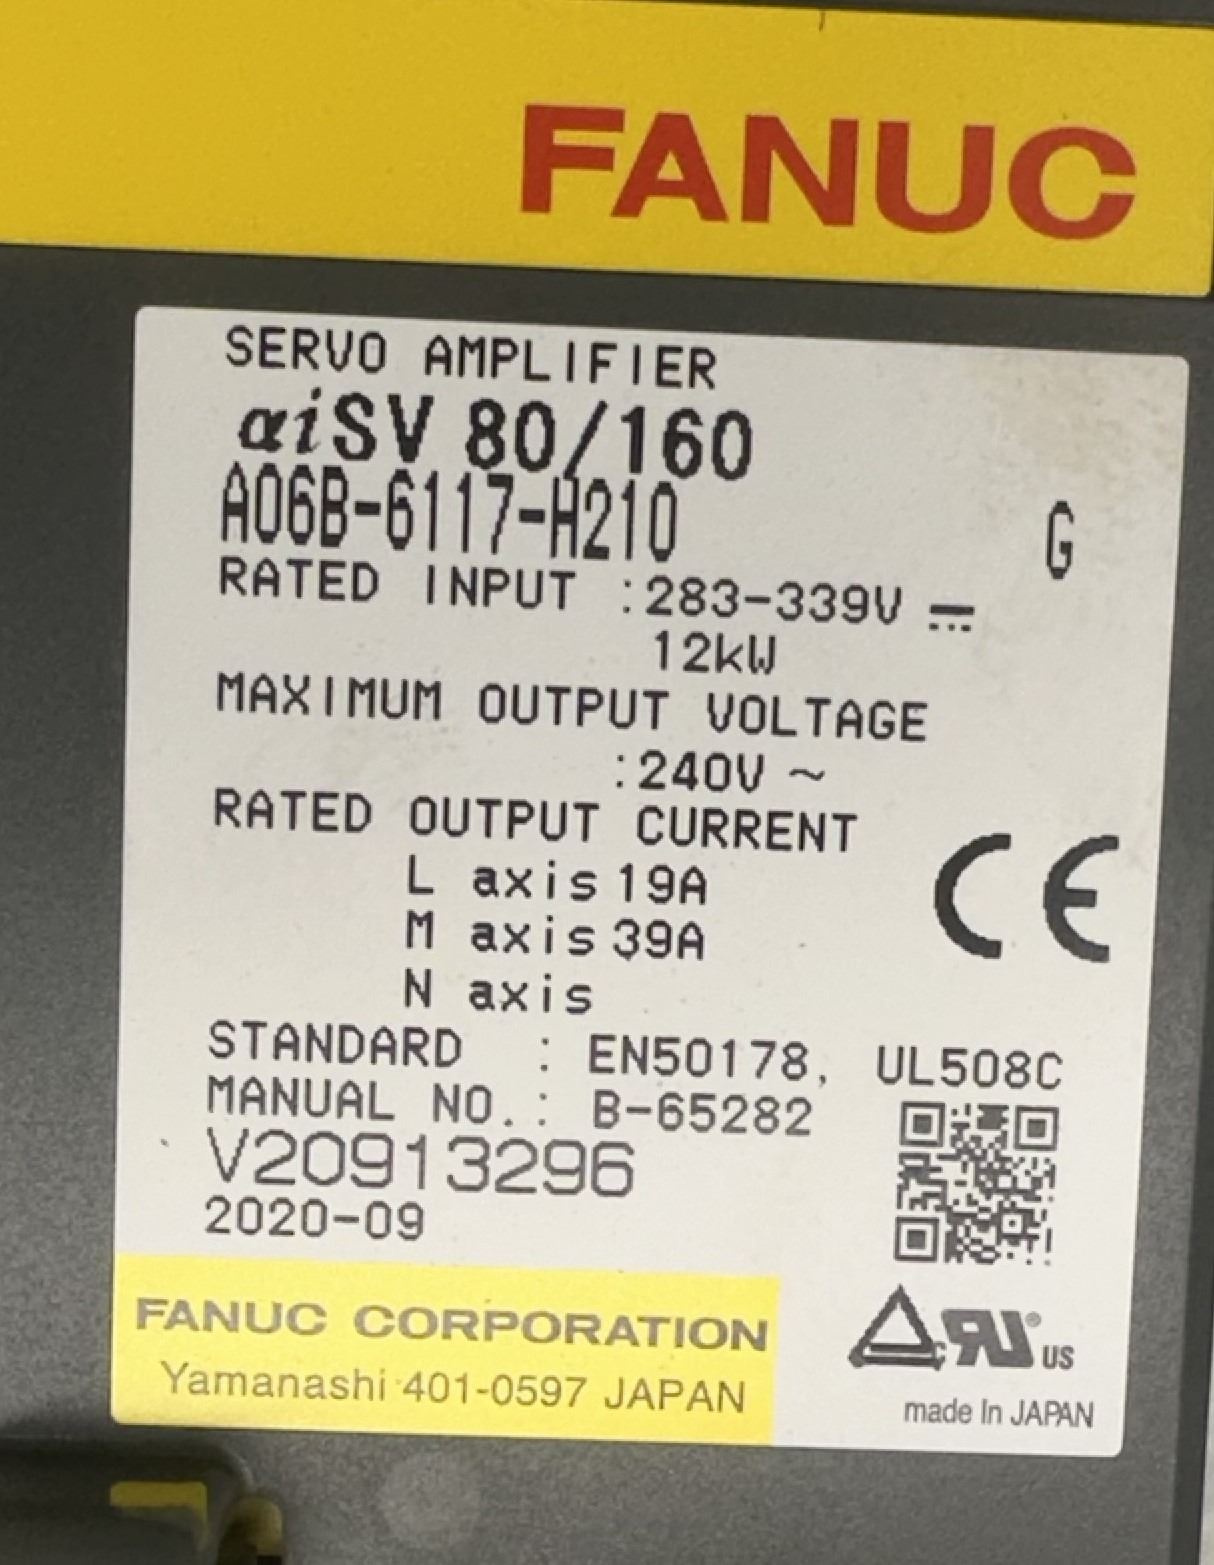 FANUC
SERVO AMPLIFIER
αiSV 80/160
A06B-6117-H210 G
RATED INPUT :283-339V ⎓
12kW
MAXIMUM OUTPUT VOLTAGE
:240V ~
RATED OUTPUT CURRENT
L axis 19A
M axis 39A
N axis
CE
STANDARD : EN50178, UL508C
MANUAL NO.: B-65282
V20913296
2020-09
FANUC CORPORATION
Yamanashi 401-0597 JAPAN
c RU® US
made In JAPAN